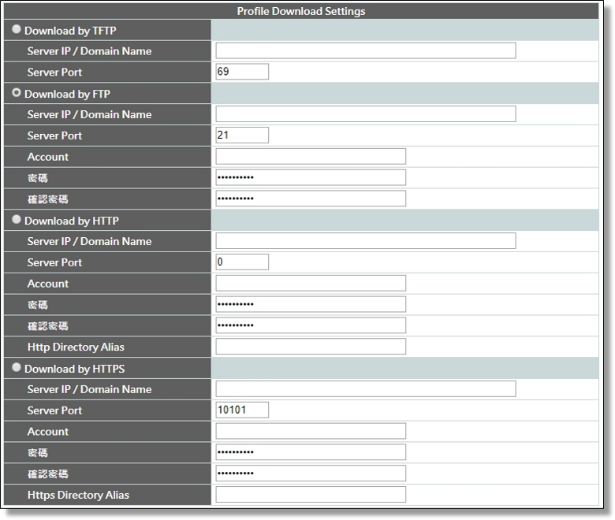 Profile Download Settings
Download by TFTP
Server IP / Domain Name
Server Port 69
Download by FTP
Server IP / Domain Name
Server Port 21
Account
密碼 ••••••••••
確認密碼 ••••••••••
Download by HTTP
Server IP / Domain Name
Server Port 0
Account
密碼 ••••••••••
確認密碼 ••••••••••
Http Directory Alias
Download by HTTPS
Server IP / Domain Name
Server Port 10101
Account
密碼 ••••••••••
確認密碼 ••••••••••
Https Directory Alias